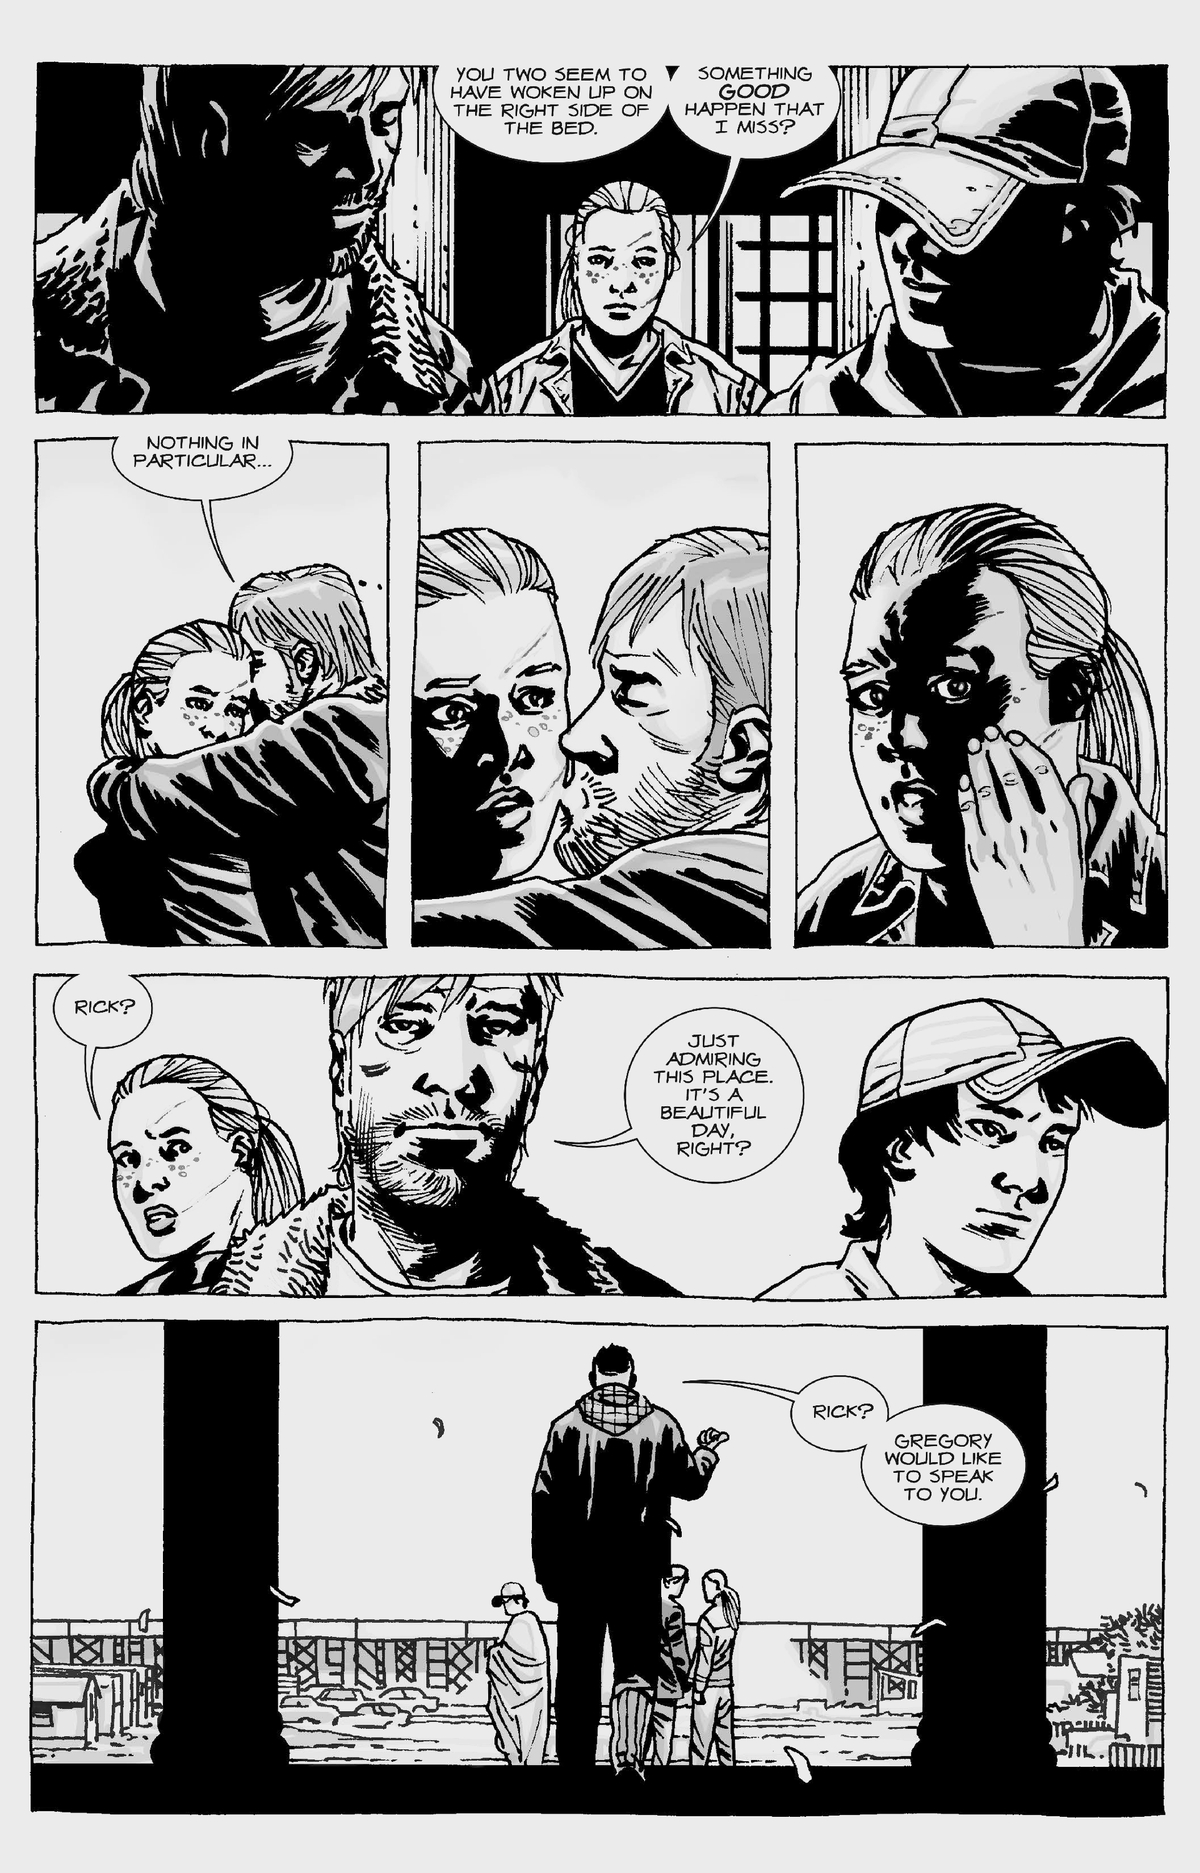 YOU TWO SEEM TO
HAVE WOKEN UP ON
THE RIGHT SIDE OF
THE BED.
SOMETHING
GOOD
HAPPEN THAT
I MISS?
NOTHING IN
PARTICULAR...
RICK?
JUST
ADMIRING
THIS PLACE.
IT'S A
BEAUTIFUL
DAY,
RIGHT?
RICK?
GREGORY
WOULD LIKE
TO SPEAK
TO YOU.